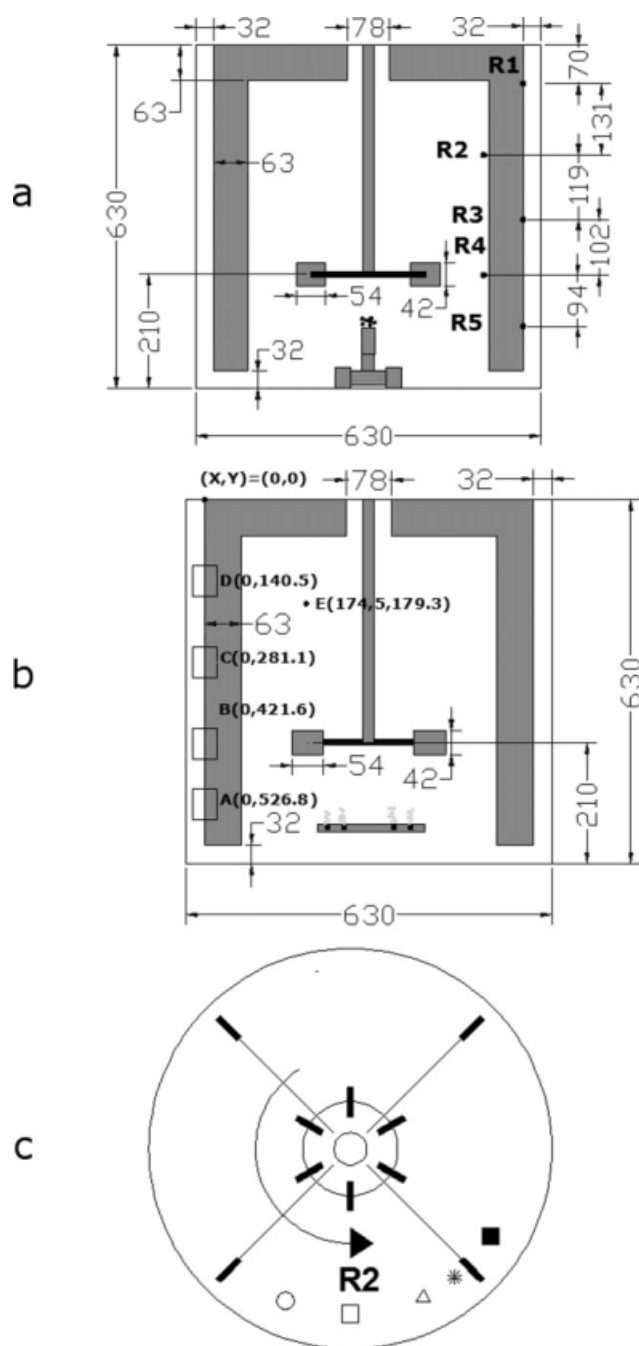 a
32
78
32
R1
70
63
131
R2
63
119
630
R3
102
R4
54
42
94
210
R5
32
630
b
(X,Y)=(0,0)
78
32
D(0,140.5)
E(174,5,179.3)
63
C(0,281.1)
630
B(0,421.6)
54
42
A(0,526.8)
210
32
630
c
R2